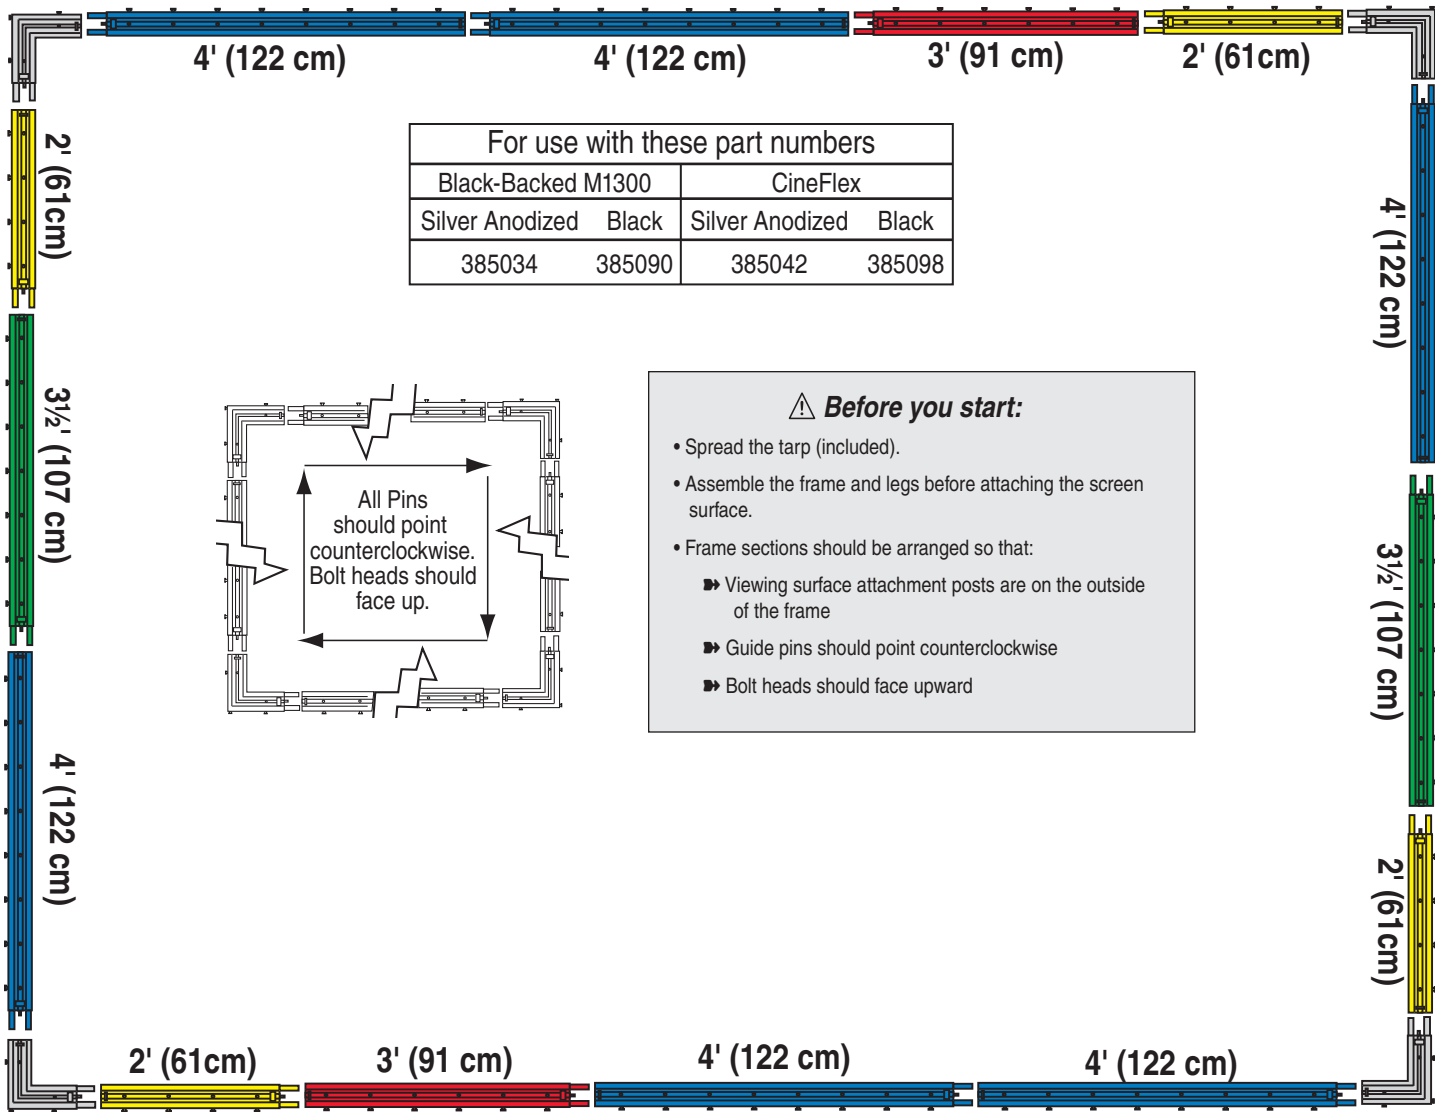 4' (122 cm)
4' (122 cm)
3' (91 cm)
2' (61cm)
2' (61cm)
3½' (107 cm)
4' (122 cm)
For use with these part numbers
Black-Backed M1300 CineFlex
Silver Anodized Black Silver Anodized Black
385034 385090 385042 385098
4' (122 cm)
3½' (107 cm)
2' (61cm)
All Pins
should point
counterclockwise.
Bolt heads should
face up.
⚠ Before you start:
• Spread the tarp (included).
• Assemble the frame and legs before attaching the screen
surface.
• Frame sections should be arranged so that:
➽ Viewing surface attachment posts are on the outside
of the frame
➽ Guide pins should point counterclockwise
➽ Bolt heads should face upward
2' (61cm)
3' (91 cm)
4' (122 cm)
4' (122 cm)